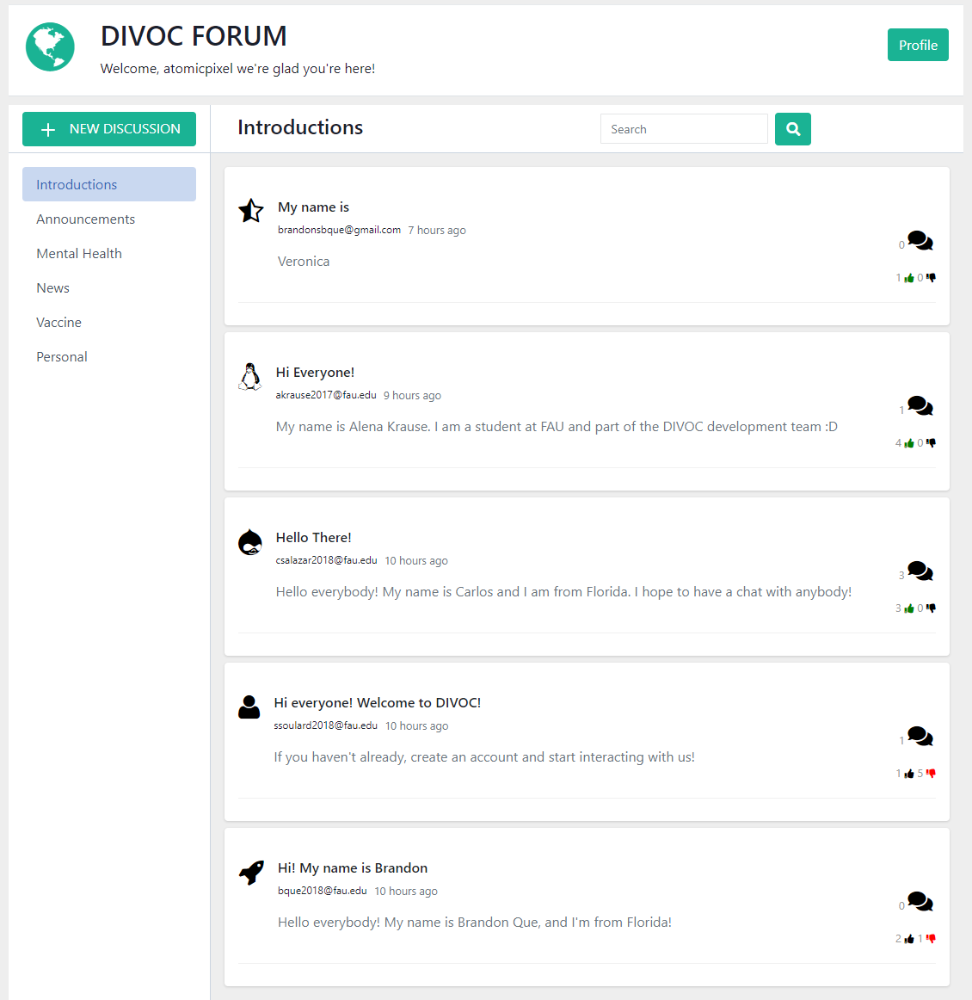 DIVOC FORUM
Welcome, atomicpixel we're glad you're here!
Profile
NEW DISCUSSION
Introductions
Search
Introductions
Announcements
Mental Health
News
Vaccine
Personal
My name is
brandonsbque@gmail.com 7 hours ago
Veronica
0
1 0
Hi Everyone!
akrause2017@fau.edu 9 hours ago
My name is Alena Krause. I am a student at FAU and part of the DIVOC development team :D
1
4 0
Hello There!
csalazar2018@fau.edu 10 hours ago
Hello everybody! My name is Carlos and I am from Florida. I hope to have a chat with anybody!
3
3 0
Hi everyone! Welcome to DIVOC!
ssoulard2018@fau.edu 10 hours ago
If you haven't already, create an account and start interacting with us!
1
1 5
Hi! My name is Brandon
bque2018@fau.edu 10 hours ago
Hello everybody! My name is Brandon Que, and I'm from Florida!
0
2 1